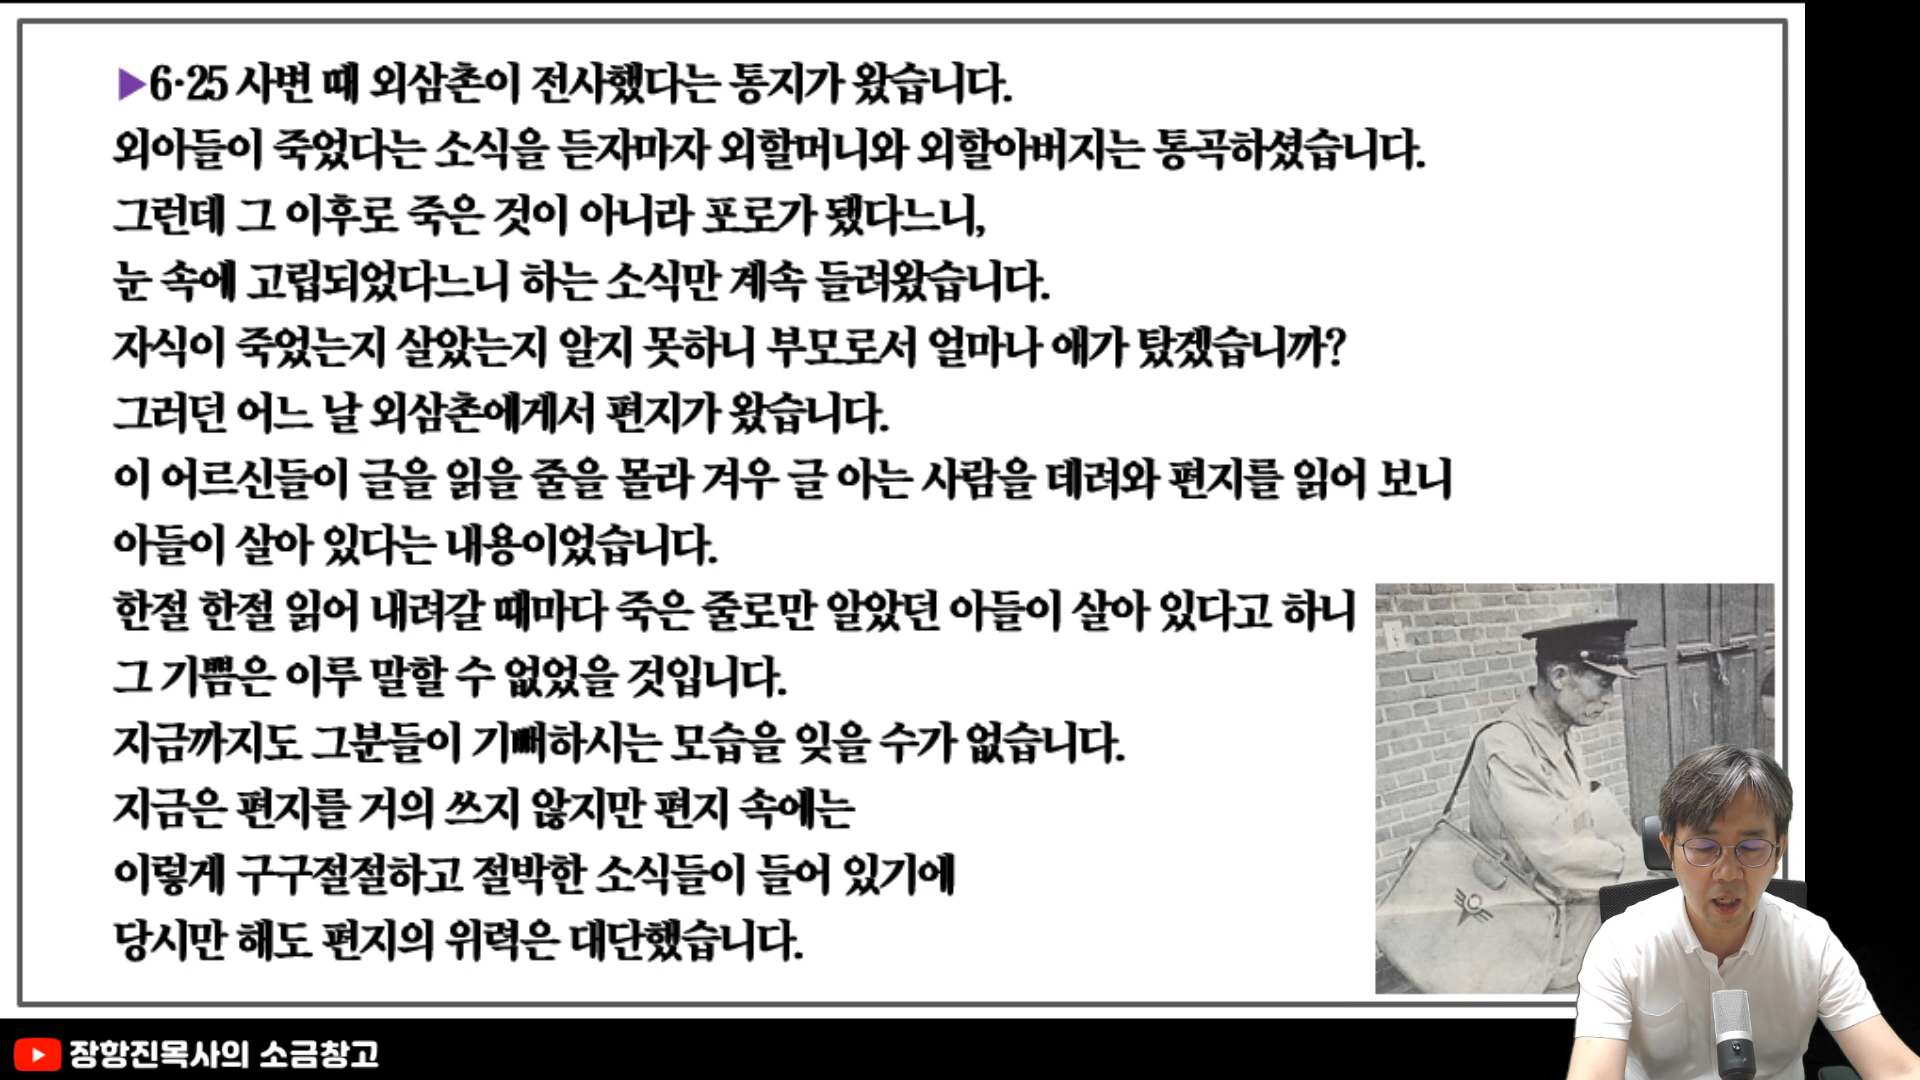 ▶6·25 사변 때 외삼촌이 전사했다는 통지가 왔습니다.
외아들이 죽었다는 소식을 듣자마자 외할머니와 외할아버지는 통곡하셨습니다.
그런데 그 이후로 죽은 것이 아니라 포로가 됐다느니,
눈 속에 고립되었다느니 하는 소식만 계속 들려왔습니다.
자식이 죽었는지 살았는지 알지 못하니 부모로서 얼마나 애가 탔겠습니까?
그러던 어느 날 외삼촌에게서 편지가 왔습니다.
이 어르신들이 글을 읽을 줄을 몰라 겨우 글 아는 사람을 데려와 편지를 읽어 보니
아들이 살아 있다는 내용이었습니다.
한절 한절 읽어 내려갈 때마다 죽은 줄로만 알았던 아들이 살아 있다고 하니
그 기쁨은 이루 말할 수 없었을 것입니다.
지금까지도 그분들이 기뻐하시는 모습을 잊을 수가 없습니다.
지금은 편지를 거의 쓰지 않지만 편지 속에는
이렇게 구구절절하고 절박한 소식들이 들어 있기에
당시만 해도 편지의 위력은 대단했습니다.
장항진목사의 소금창고